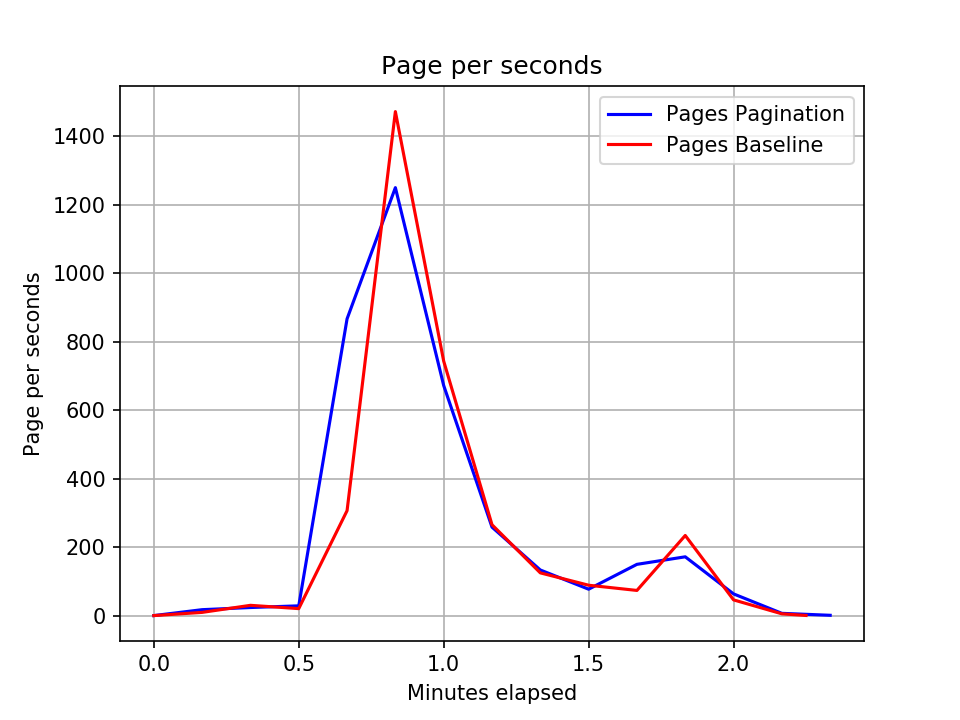 Page per seconds
Pages Pagination
Pages Baseline
1400
1200
1000
800
600
400
200
0
Page per seconds
0.0 0.5 1.0 1.5 2.0
Minutes elapsed